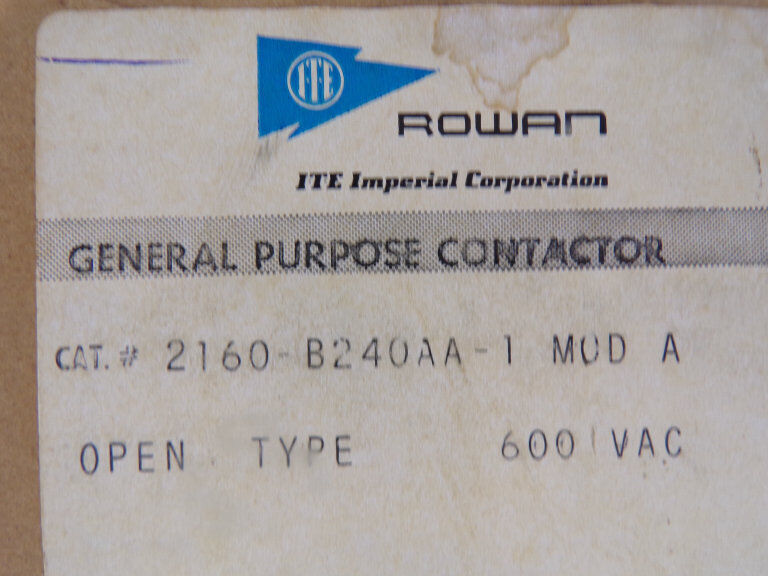 ITE
ROWAN
ITE Imperial Corporation
GENERAL PURPOSE CONTACTOR
CAT.# 2160-B240AA-1 MOD A
OPEN TYPE 600 VAC